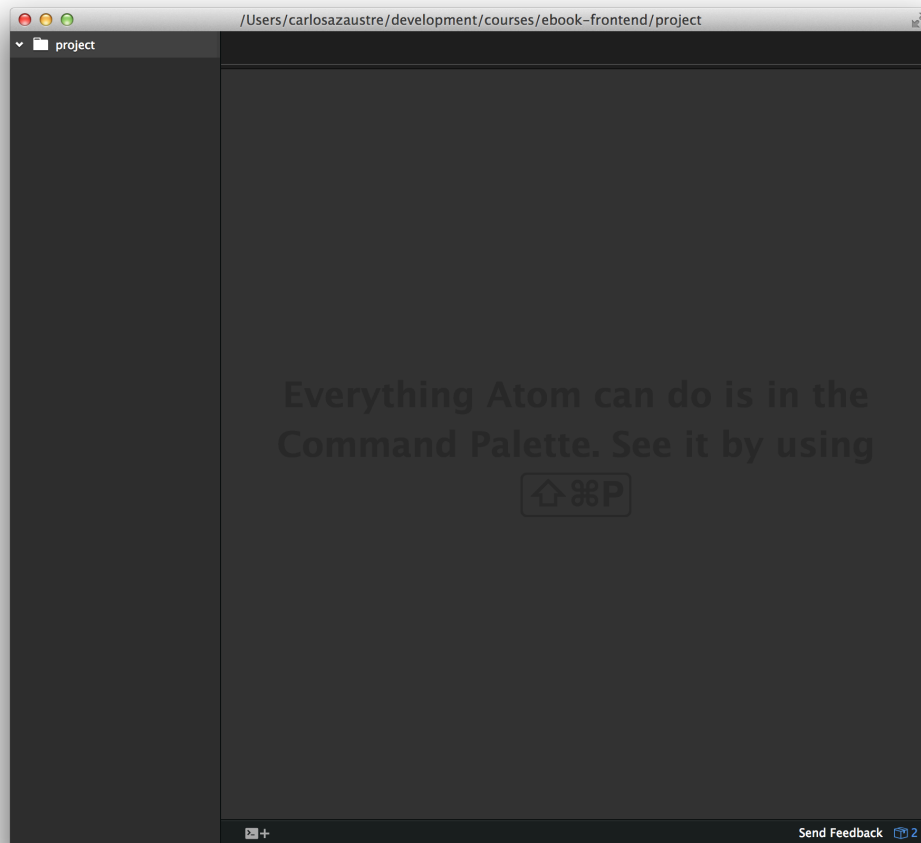 /Users/carlosazaustre/development/courses/ebook-frontend/project
project
Everything Atom can do is in the
Command Palette. See it by using
⇧⌘P
Send Feedback 2